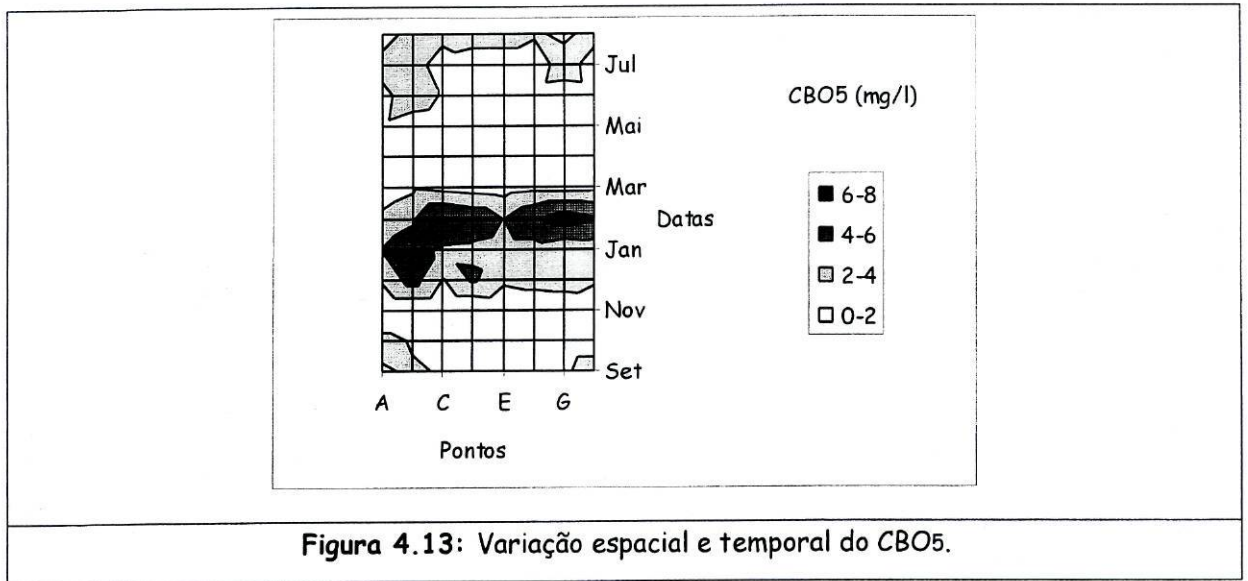 Jul
CBO5 (mg/l)
Mai
Mar
6-8
Datas
4-6
Jan
2-4
0-2
Nov
Set
A C E G
Pontos
Figura 4.13: Variação espacial e temporal do CBO5.